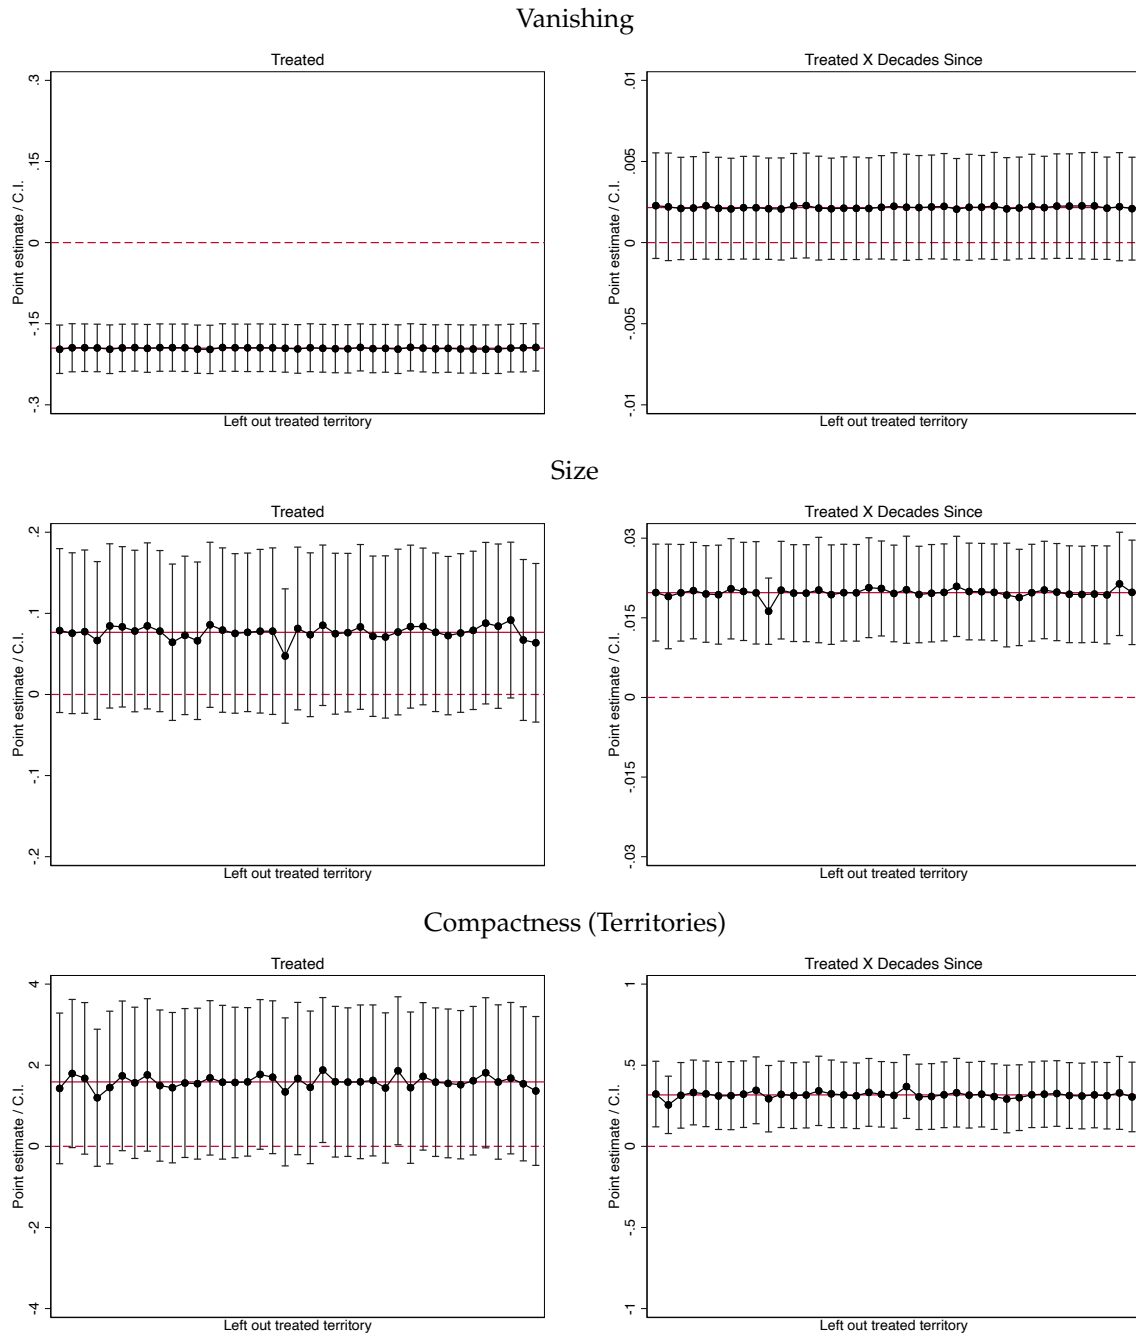 Vanishing
Treated
Treated X Decades Since
Point estimate / C.I.
.3
.15
0
-.15
-.3
Left out treated territory
Point estimate / C.I.
.01
.005
0
-.005
-.01
Left out treated territory
Size
Treated
Treated X Decades Since
Point estimate / C.I.
.2
.1
0
-.1
-.2
Left out treated territory
Point estimate / C.I.
.03
.015
0
-.015
-.03
Left out treated territory
Compactness (Territories)
Treated
Treated X Decades Since
Point estimate / C.I.
4
2
0
-2
-4
Left out treated territory
Point estimate / C.I.
1
.5
0
-.5
-1
Left out treated territory